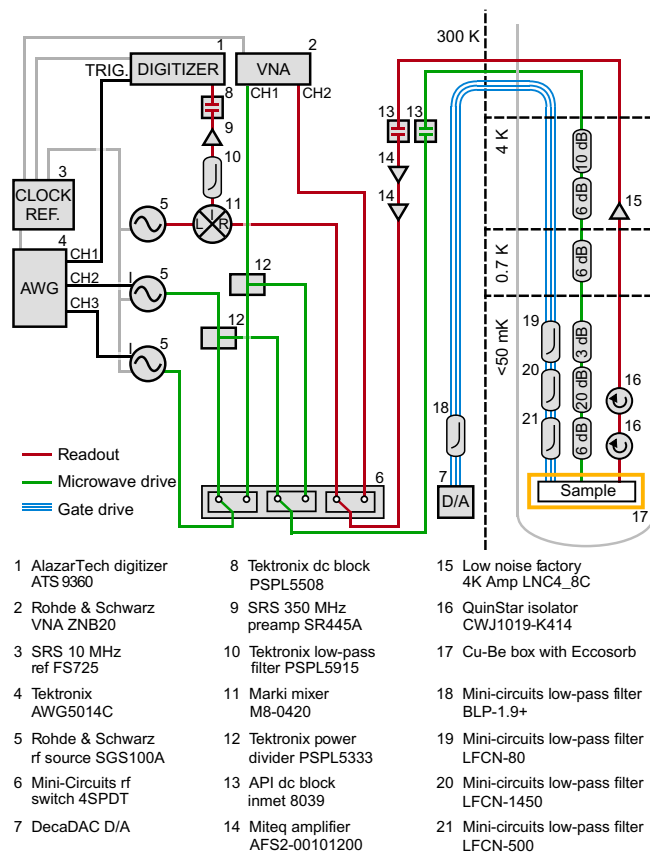 1
2
300 K
TRIG.
DIGITIZER
VNA
CH1
CH2
8
9
10
13
13
14
14
4 K
10 dB
6 dB
15
3
CLOCK
REF.
5
L
I
R
11
4
AWG
CH1
CH2
CH3
I
5
12
0.7 K
6 dB
12
I
5
<50 mK
19
3 dB
20
20 dB
16
21
6 dB
16
18
Readout
Microwave drive
Gate drive
6
7
D/A
Sample
17
1 AlazarTech digitizer
ATS 9360
2 Rohde & Schwarz
VNA ZNB20
3 SRS 10 MHz
ref FS725
4 Tektronix
AWG5014C
5 Rohde & Schwarz
rf source SGS100A
6 Mini-Circuits rf
switch 4SPDT
7 DecaDAC D/A
8 Tektronix dc block
PSPL5508
9 SRS 350 MHz
preamp SR445A
10 Tektronix low-pass
filter PSPL5915
11 Marki mixer
M8-0420
12 Tektronix power
divider PSPL5333
13 API dc block
inmet 8039
14 Miteq amplifier
AFS2-00101200
15 Low noise factory
4K Amp LNC4_8C
16 QuinStar isolator
CWJ1019-K414
17 Cu-Be box with Eccosorb
18 Mini-circuits low-pass filter
BLP-1.9+
19 Mini-circuits low-pass filter
LFCN-80
20 Mini-circuits low-pass filter
LFCN-1450
21 Mini-circuits low-pass filter
LFCN-500